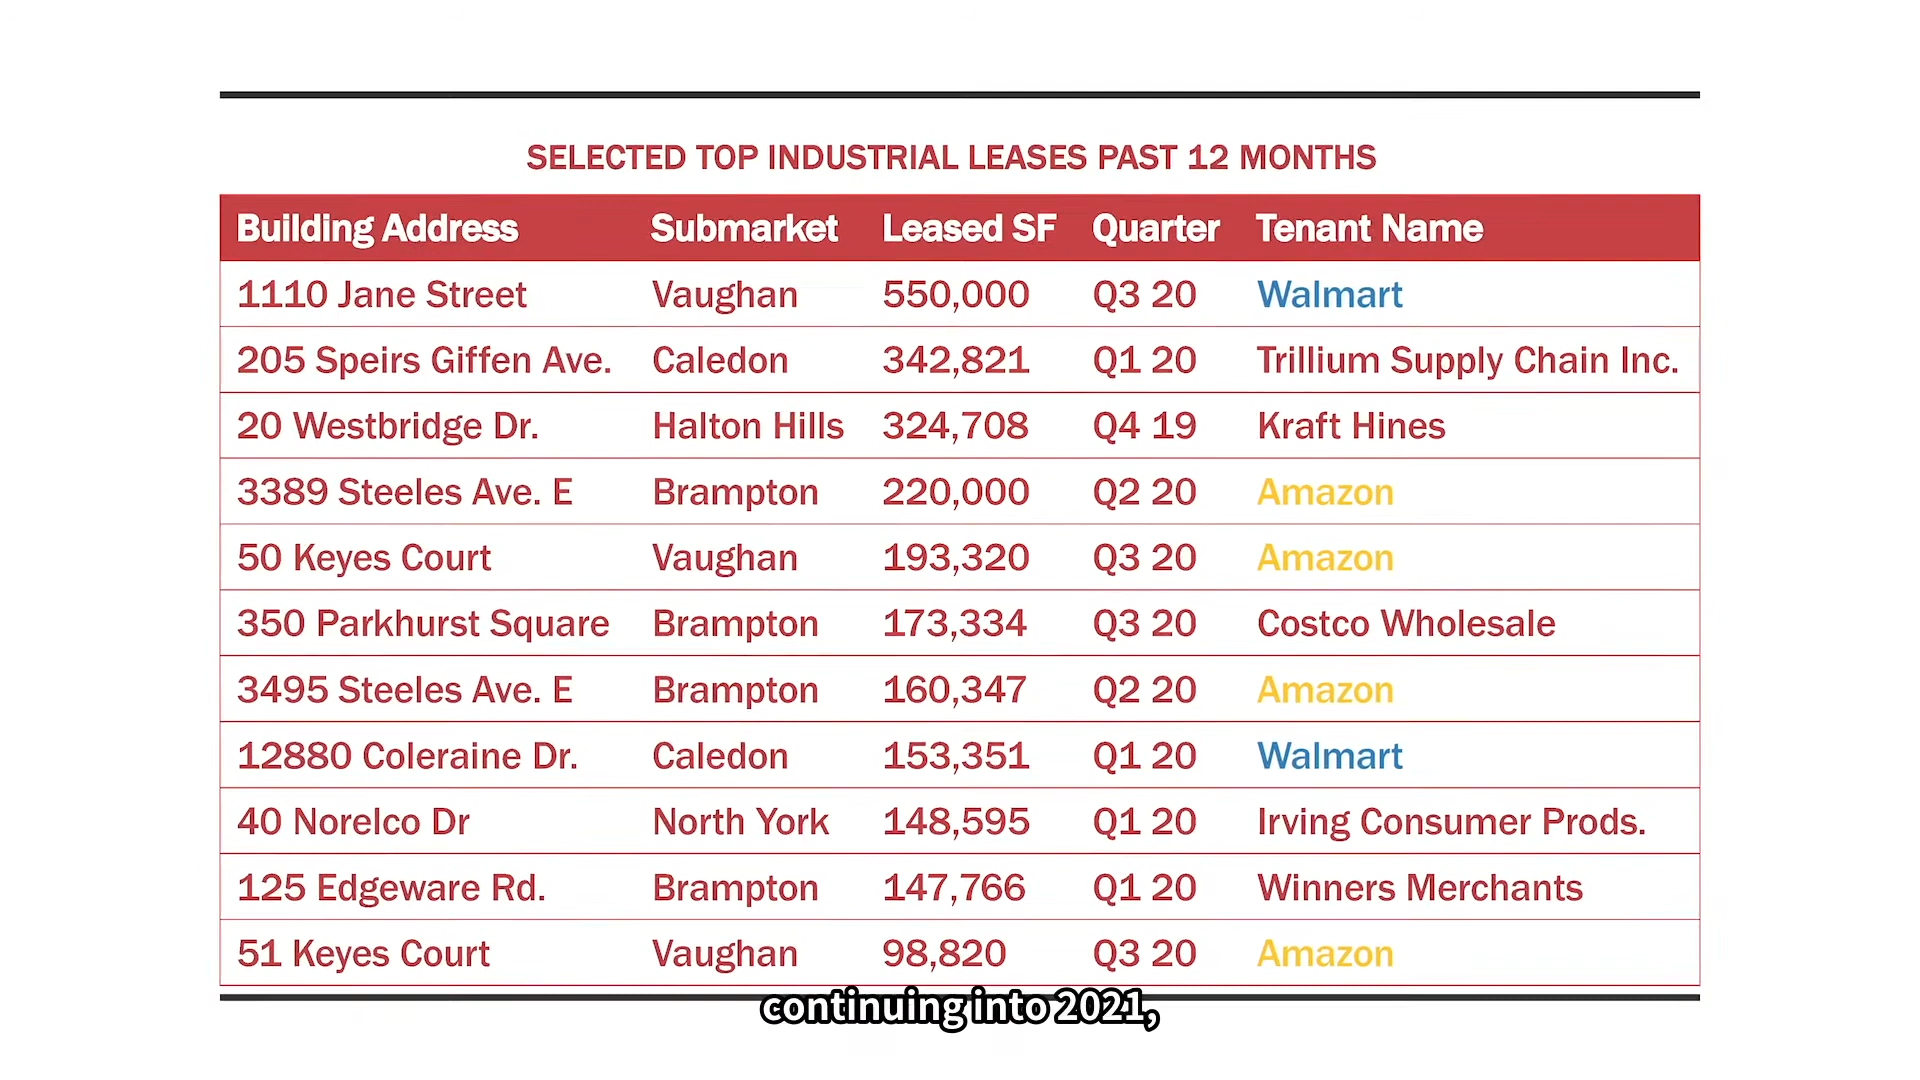 SELECTED TOP INDUSTRIAL LEASES PAST 12 MONTHS
Building Address Submarket Leased SF Quarter Tenant Name
1110 Jane Street Vaughan 550,000 Q3 20 Walmart
205 Speirs Giffen Ave. Caledon 342,821 Q1 20 Trillium Supply Chain Inc.
20 Westbridge Dr. Halton Hills 324,708 Q4 19 Kraft Hines
3389 Steeles Ave. E Brampton 220,000 Q2 20 Amazon
50 Keyes Court Vaughan 193,320 Q3 20 Amazon
350 Parkhurst Square Brampton 173,334 Q3 20 Costco Wholesale
3495 Steeles Ave. E Brampton 160,347 Q2 20 Amazon
12880 Coleraine Dr. Caledon 153,351 Q1 20 Walmart
40 Norelco Dr North York 148,595 Q1 20 Irving Consumer Prods.
125 Edgeware Rd. Brampton 147,766 Q1 20 Winners Merchants
51 Keyes Court Vaughan 98,820 Q3 20 Amazon
continuing into 2021,